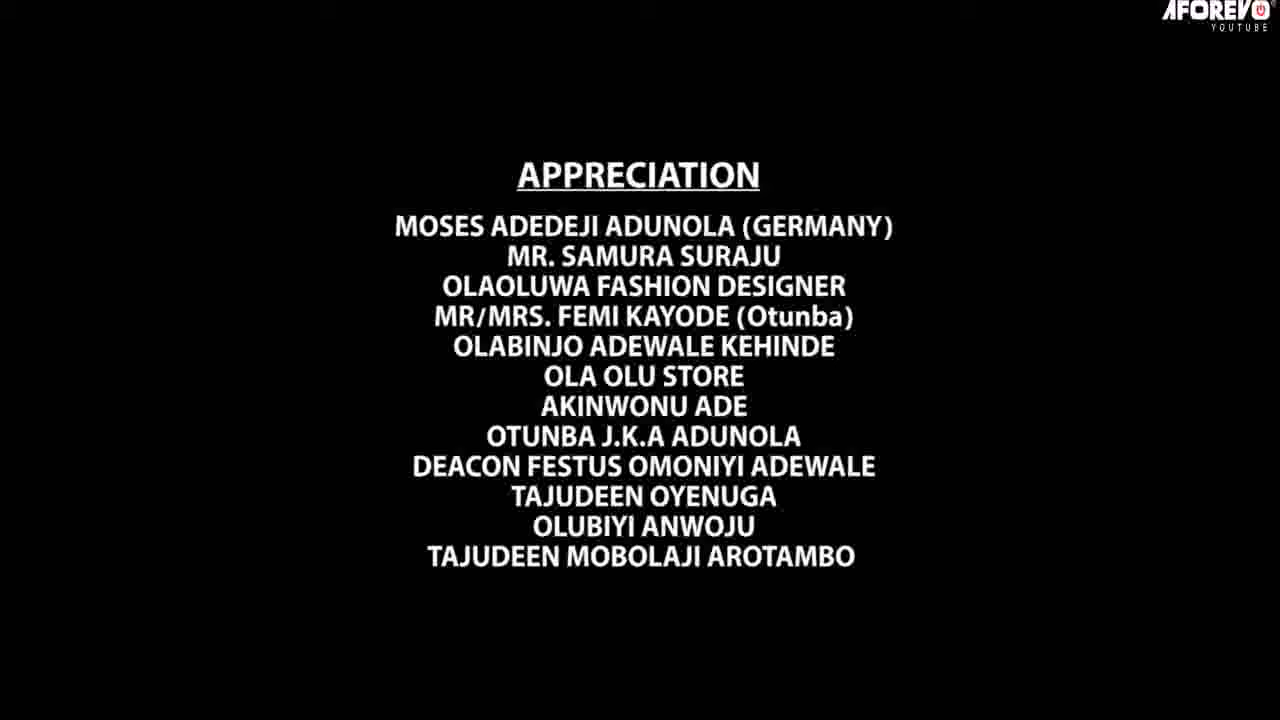 AFOREVO
YOUTUBE
APPRECIATION
MOSES ADEDEJI ADUNOLA (GERMANY)
MR. SAMURA SURAJU
OLAOLUWA FASHION DESIGNER
MR/MRS. FEMI KAYODE (Otunba)
OLABINJO ADEWALE KEHINDE
OLA OLU STORE
AKINWONU ADE
OTUNBA J.K.A ADUNOLA
DEACON FESTUS OMONIYI ADEWALE
TAJUDEEN OYENUGA
OLUBIYI ANWOJU
TAJUDEEN MOBOLAJI AROTAMBO